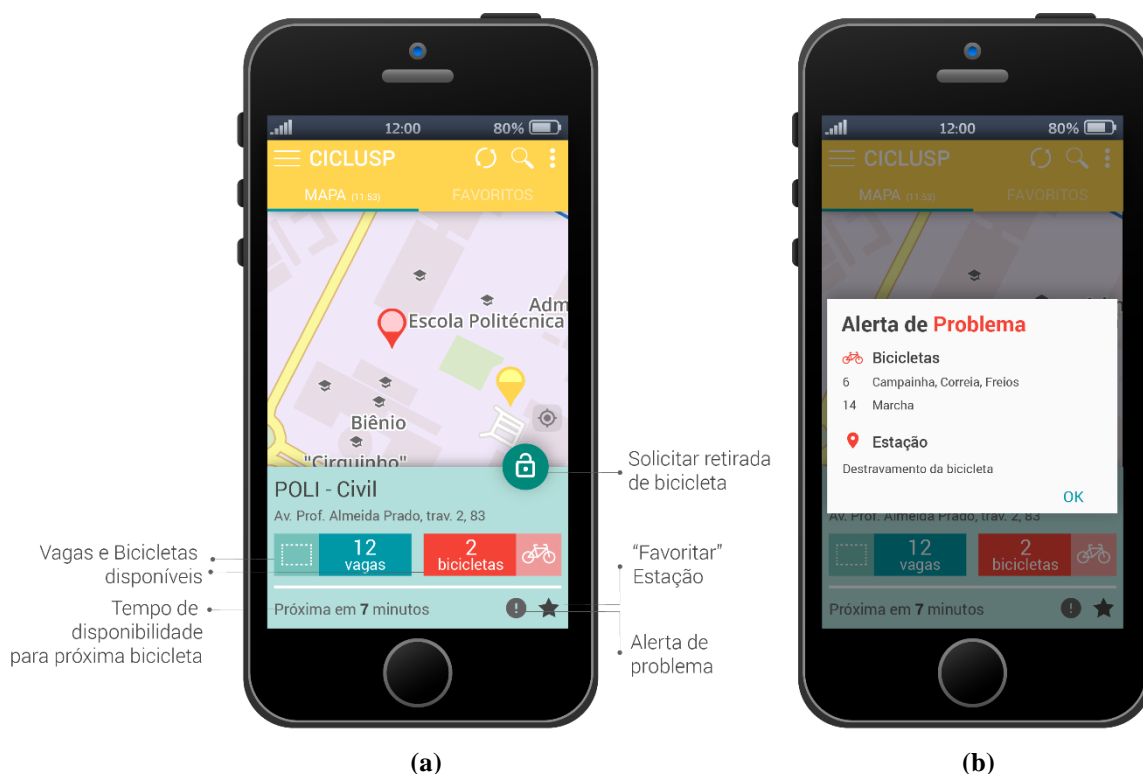 12:00
80%
CICLUSP
MAPA (11:53)
FAVORITOS
Adm
Escola Politécnica
Biênio
"Cirquinho"
POLI - Civil
Av. Prof. Almeida Prado, trav. 2, 83
12
vagas
2
bicicletas
Próxima em 7 minutos
Vagas e Bicicletas
disponíveis
Tempo de
disponibilidade
para próxima bicicleta
Solicitar retirada
de bicicleta
“Favoritar”
Estação
Alerta de
problema
(a)
12:00
80%
CICLUSP
MAPA (11:53)
FAVORITOS
Alerta de Problema
Bicicletas
6 Campainha, Correia, Freios
14 Marcha
Estação
Destravamento da bicicleta
OK
Av. Prof. Almeida Prado, trav. 2, 83
12
vagas
2
bicicletas
Próxima em 7 minutos
(b)